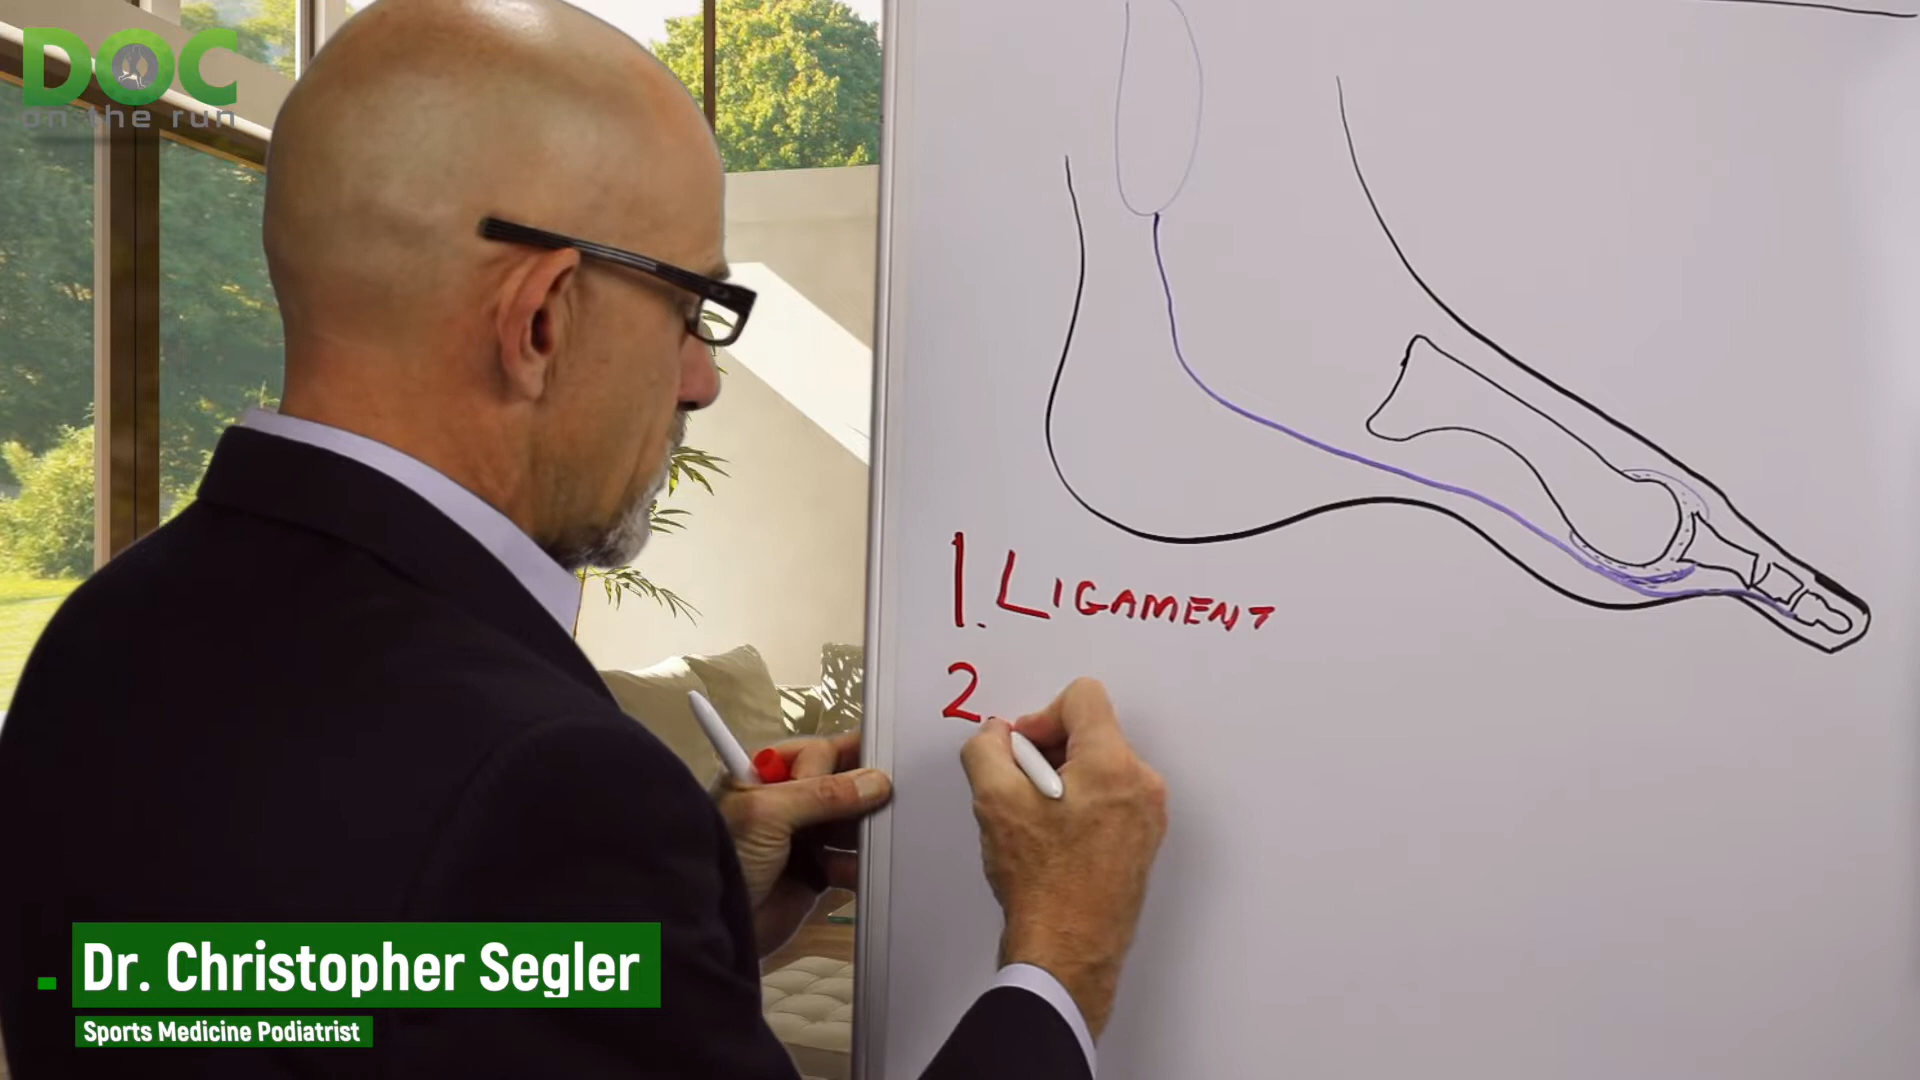 DOC
on the run
1. LIGAMENT
2.
Dr. Christopher Segler
Sports Medicine Podiatrist